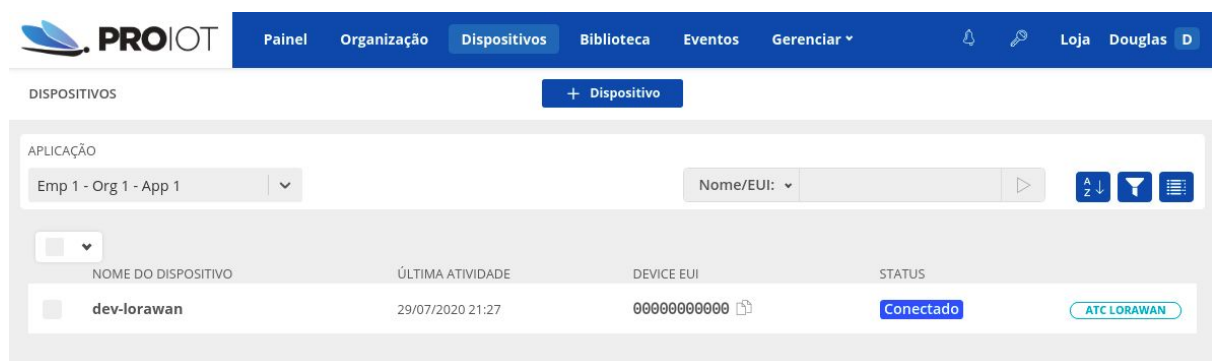 PROIOT Painel Organização Dispositivos Biblioteca Eventos Gerenciar Loja Douglas D
DISPOSITIVOS + Dispositivo
APLICAÇÃO
Emp 1 - Org 1 - App 1 Nome/EUI:
NOME DO DISPOSITIVO ÚLTIMA ATIVIDADE DEVICE EUI STATUS
dev-lorawan 29/07/2020 21:27 00000000000 Conectado ATC LORAWAN